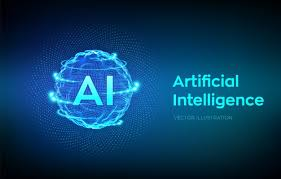 AI
Artificial
Intelligence
VECTOR ILLUSTRATION